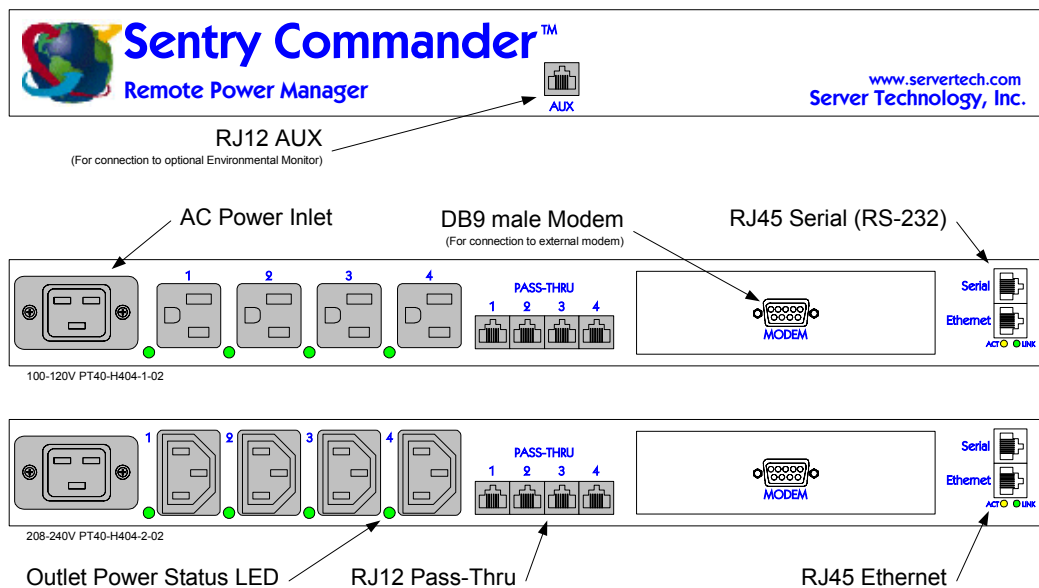 Sentry Commander™
Remote Power Manager
AUX
www.servertech.com
Server Technology, Inc.
RJ12 AUX
(For connection to optional Environmental Monitor)
AC Power Inlet
DB9 male Modem
(For connection to external modem)
RJ45 Serial (RS-232)
1 2 3 4
PASS-THRU
1 2 3 4
MODEM
Serial
Ethernet
ACT LINK
100-120V PT40-H404-1-02
1 2 3 4
PASS-THRU
1 2 3 4
MODEM
Serial
Ethernet
ACT LINK
208-240V PT40-H404-2-02
Outlet Power Status LED
RJ12 Pass-Thru
RJ45 Ethernet